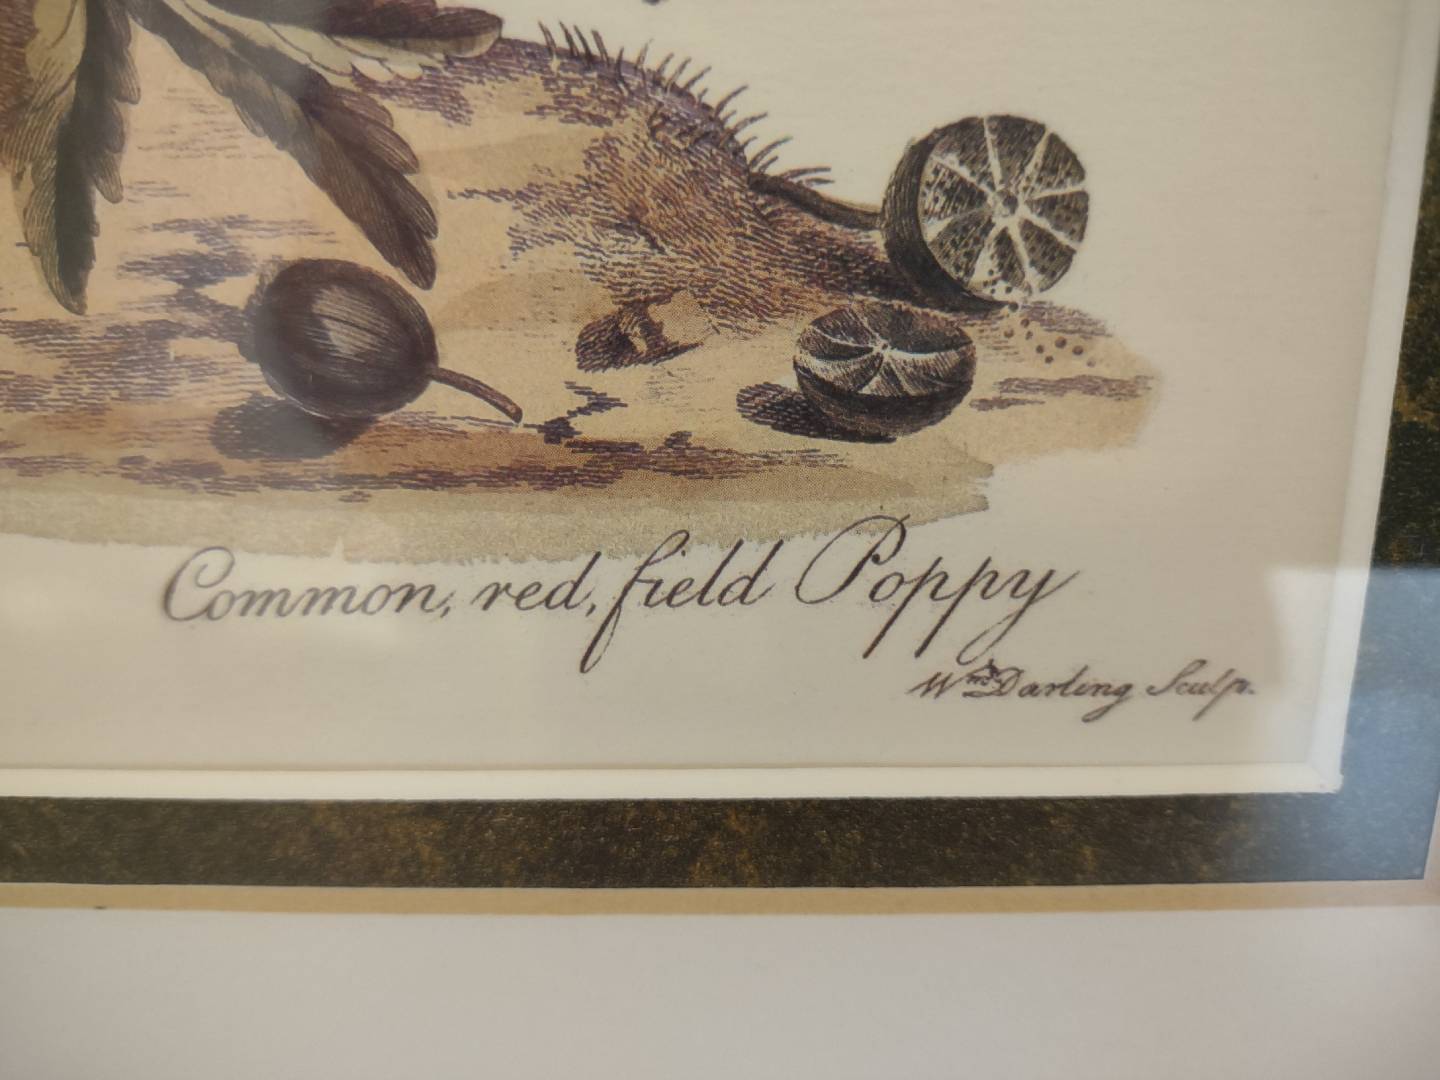 Common, red, field Poppy
Wm. Darling Sculp.